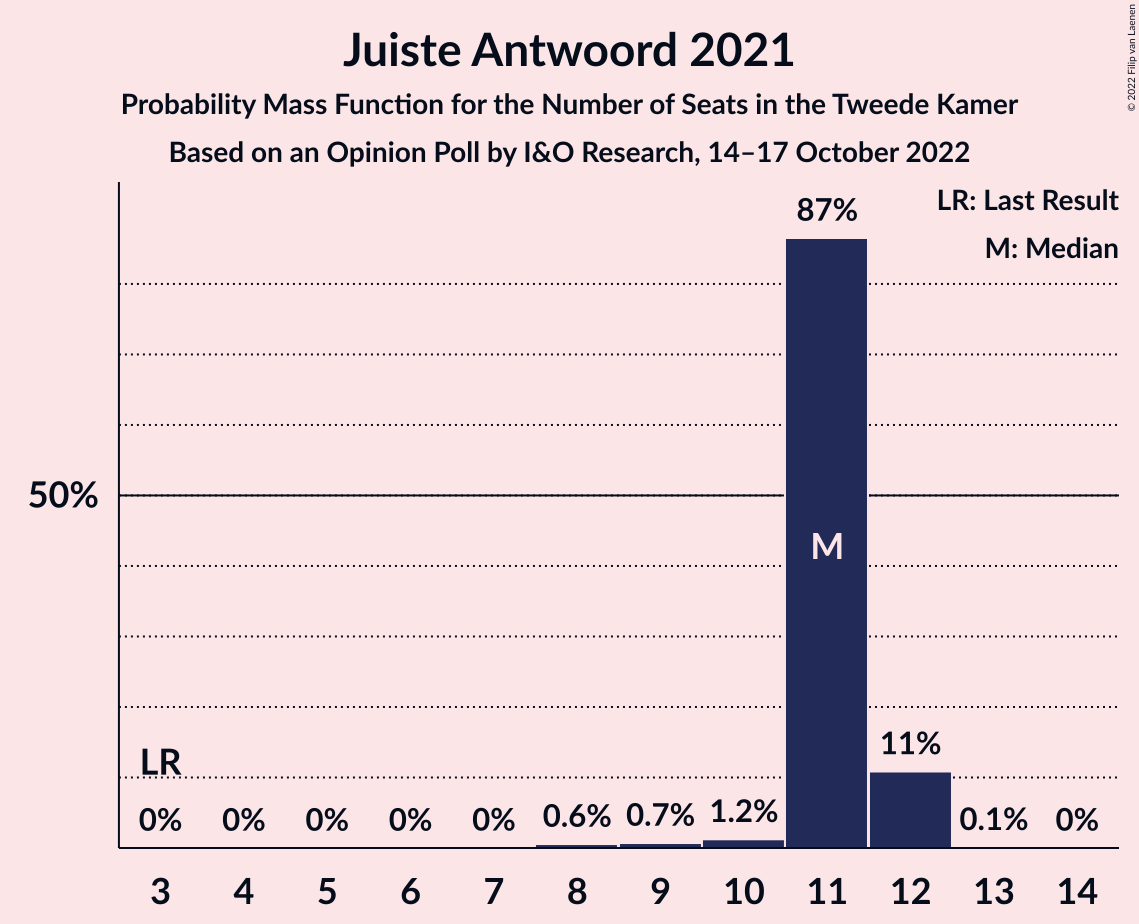 Juiste Antwoord 2021
Probability Mass Function for the Number of Seats in the Tweede Kamer
Based on an Opinion Poll by I&O Research, 14–17 October 2022
© 2022 Filip van Laenen
LR: Last Result
M: Median
87%
50%
M
LR
11%
0% 0% 0% 0% 0% 0.6% 0.7% 1.2% 0.1% 0%
3 4 5 6 7 8 9 10 11 12 13 14